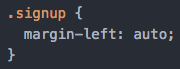 .signup {
  margin-left: auto;
}